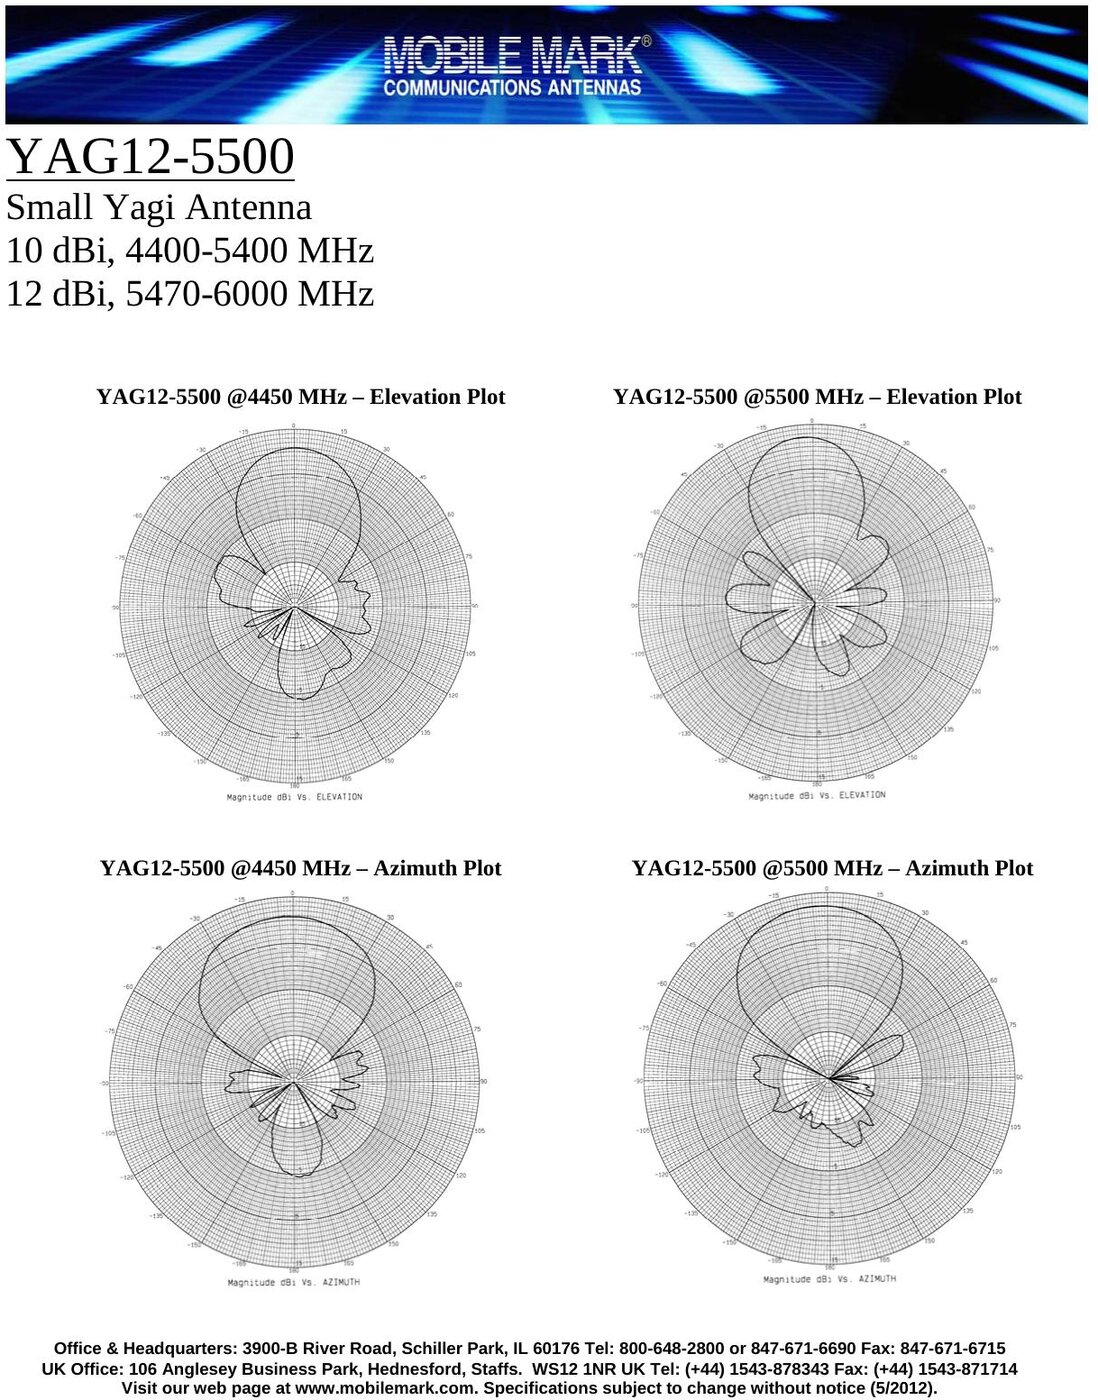 MOBILE MARK®
COMMUNICATIONS ANTENNAS
YAG12-5500
Small Yagi Antenna
10 dBi, 4400-5400 MHz
12 dBi, 5470-6000 MHz
YAG12-5500 @4450 MHz – Elevation Plot
YAG12-5500 @5500 MHz – Elevation Plot
Magnitude dBi Vs. ELEVATION
Magnitude dBi Vs. ELEVATION
YAG12-5500 @4450 MHz – Azimuth Plot
YAG12-5500 @5500 MHz – Azimuth Plot
Magnitude dBi Vs. AZIMUTH
Magnitude dBi Vs. AZIMUTH
Office & Headquarters: 3900-B River Road, Schiller Park, IL 60176 Tel: 800-648-2800 or 847-671-6690 Fax: 847-671-6715
UK Office: 106 Anglesey Business Park, Hednesford, Staffs.  WS12 1NR UK Tel: (+44) 1543-878343 Fax: (+44) 1543-871714
Visit our web page at www.mobilemark.com. Specifications subject to change without notice (5/2012).